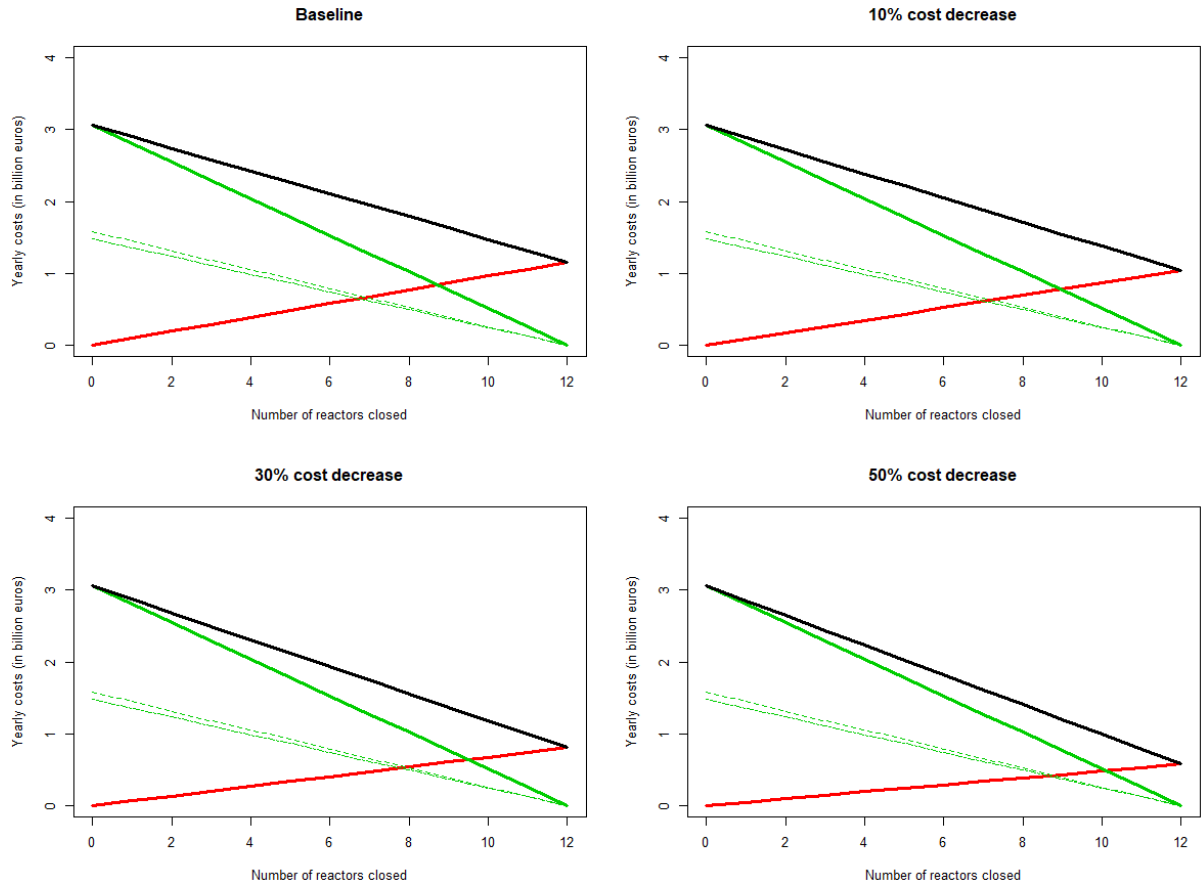 Baseline
Yearly costs (in billion euros)
4
3
2
1
0
0 2 4 6 8 10 12
Number of reactors closed
10% cost decrease
Yearly costs (in billion euros)
4
3
2
1
0
0 2 4 6 8 10 12
Number of reactors closed
30% cost decrease
Yearly costs (in billion euros)
4
3
2
1
0
0 2 4 6 8 10 12
Number of reactors closed
50% cost decrease
Yearly costs (in billion euros)
4
3
2
1
0
0 2 4 6 8 10 12
Number of reactors closed